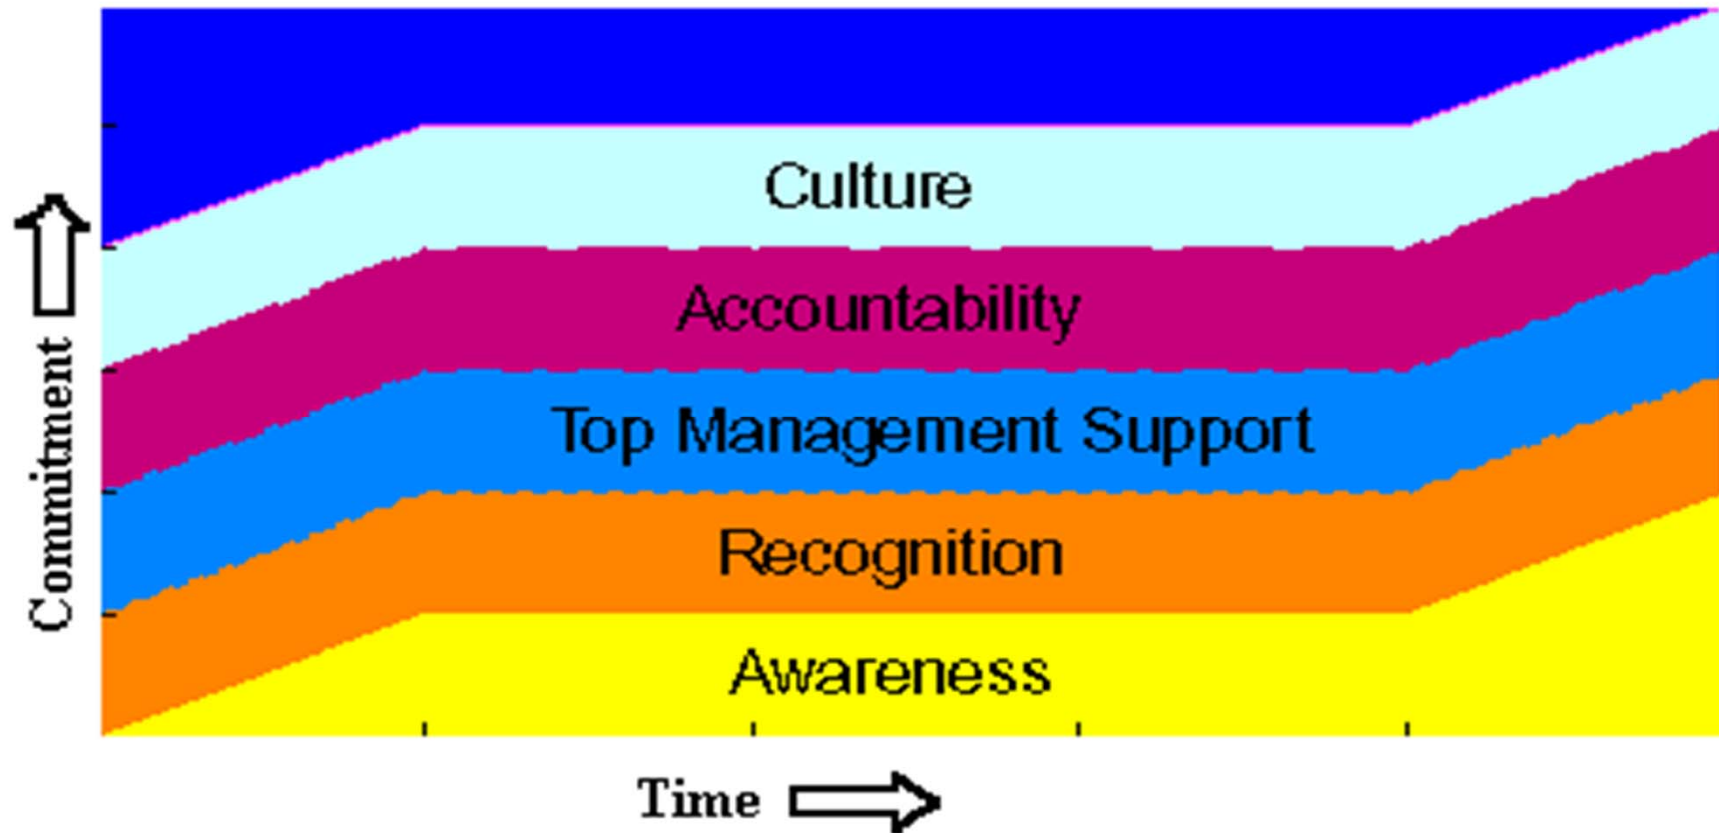 Culture
Accountability
Top Management Support
Recognition
Awareness
Commitment
Time